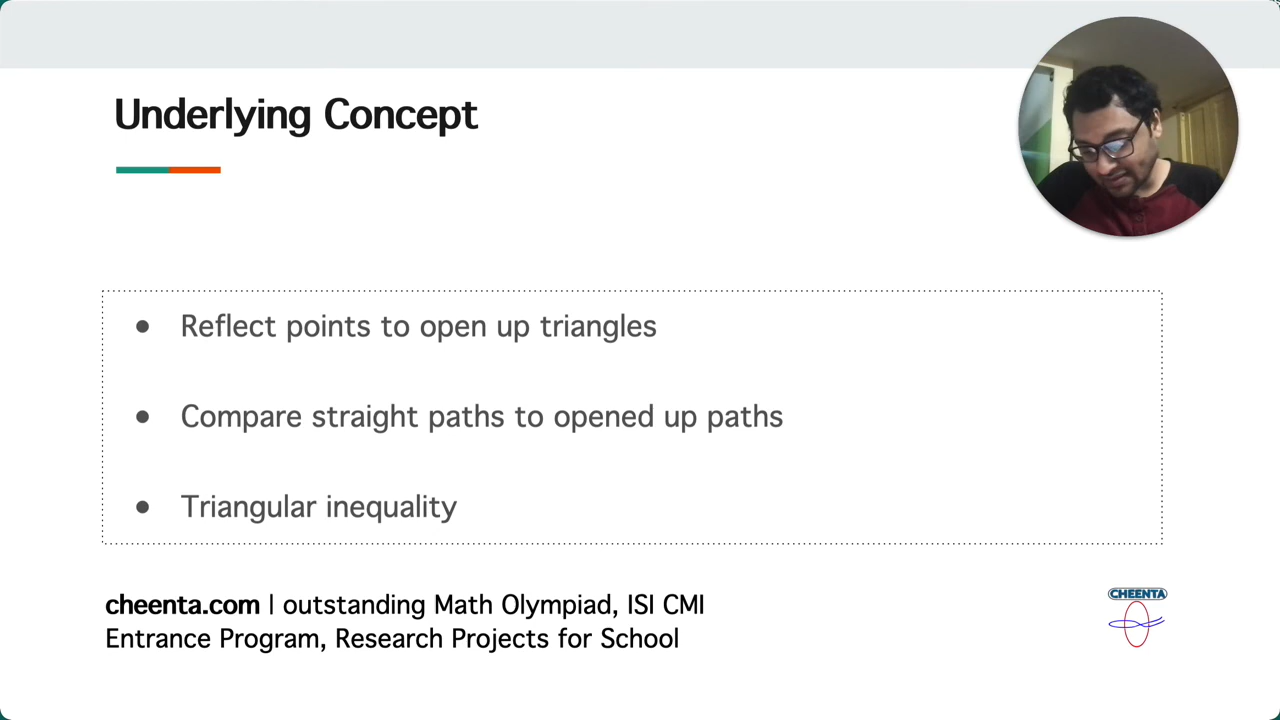 Underlying Concept
● Reflect points to open up triangles
● Compare straight paths to opened up paths
● Triangular inequality
cheenta.com | outstanding Math Olympiad, ISI CMI
Entrance Program, Research Projects for School
CHEENTA